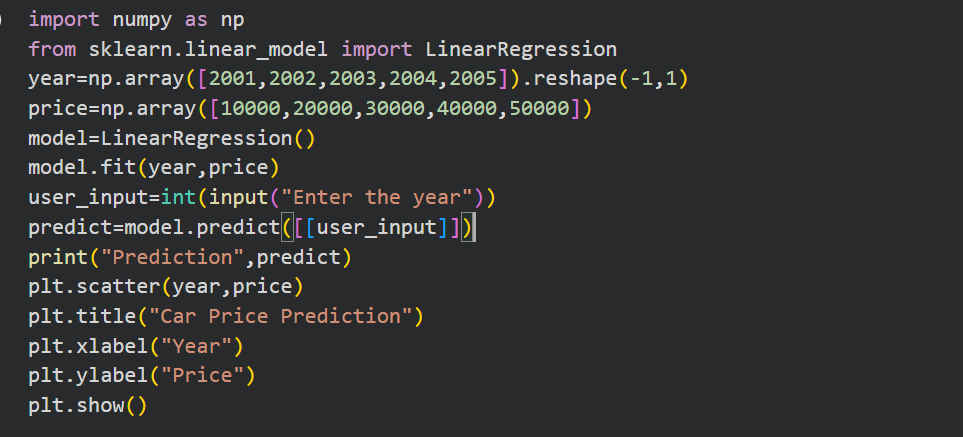 import numpy as np
from sklearn.linear_model import LinearRegression
year=np.array([2001,2002,2003,2004,2005]).reshape(-1,1)
price=np.array([10000,20000,30000,40000,50000])
model=LinearRegression()
model.fit(year,price)
user_input=int(input("Enter the year"))
predict=model.predict([[user_input]])
print("Prediction",predict)
plt.scatter(year,price)
plt.title("Car Price Prediction")
plt.xlabel("Year")
plt.ylabel("Price")
plt.show()